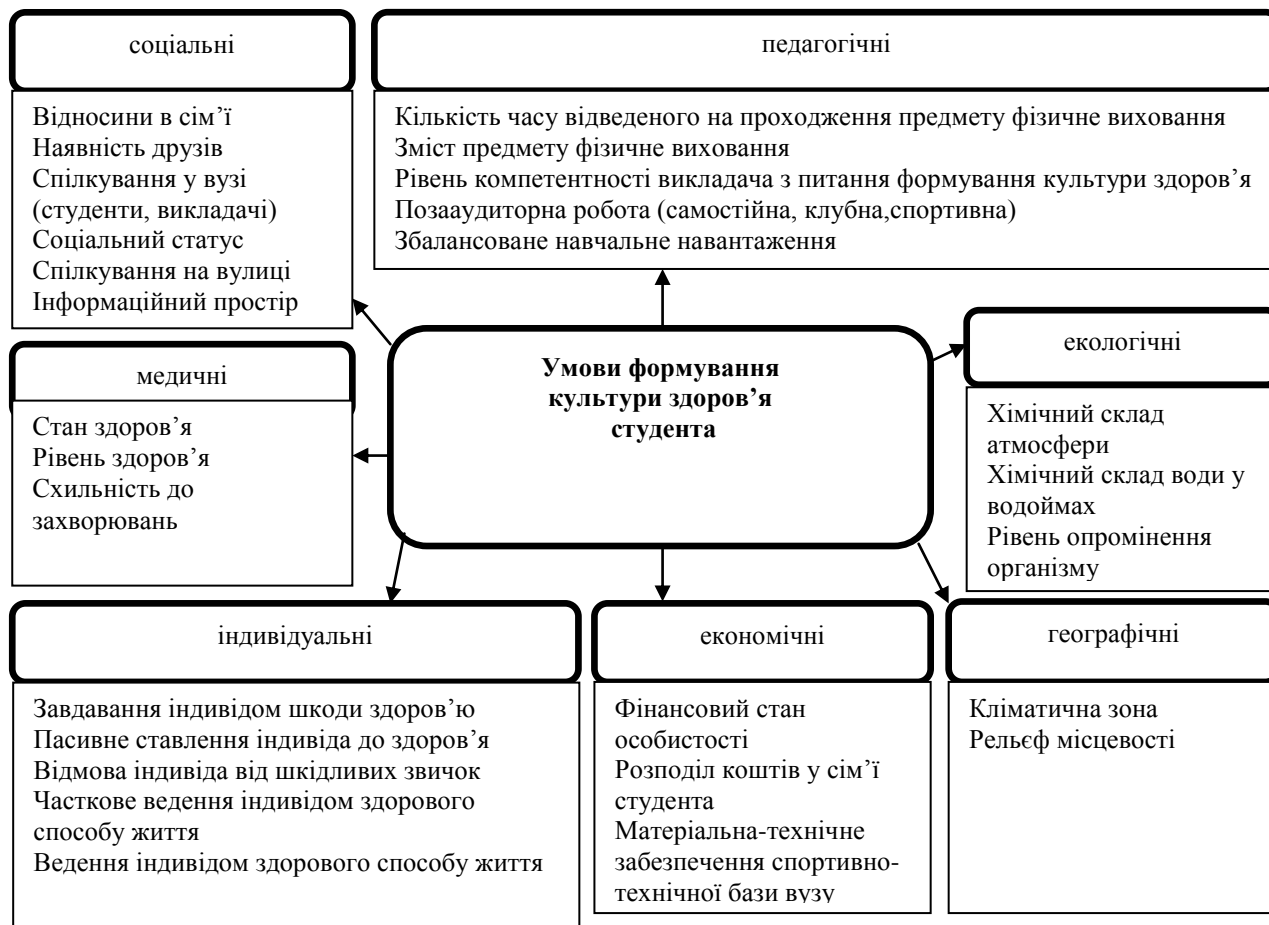 соціальні
Відносини в сім’ї
Наявність друзів
Спілкування у вузі
(студенти, викладачі)
Соціальний статус
Спілкування на вулиці
Інформаційний простір
педагогічні
Кількість часу відведеного на проходження предмету фізичне виховання
Зміст предмету фізичне виховання
Рівень компетентності викладача з питання формування культури здоров’я
Позааудиторна робота (самостійна, клубна,спортивна)
Збалансоване навчальне навантаження
Умови формування
культури здоров’я
студента
екологічні
Хімічний склад
атмосфери
Хімічний склад води у
водоймах
Рівень опромінення
організму
медичні
Стан здоров’я
Рівень здоров’я
Схильність до
захворювань
індивідуальні
Завдавання індивідом шкоди здоров’ю
Пасивне ставлення індивіда до здоров’я
Відмова індивіда від шкідливих звичок
Часткове ведення індивідом здорового
способу життя
Ведення індивідом здорового способу життя
економічні
Фінансовий стан
особистості
Розподіл коштів у сім’ї
студента
Матеріальна-технічне
забезпечення спортивно-
технічної бази вузу
географічні
Кліматична зона
Рельєф місцевості